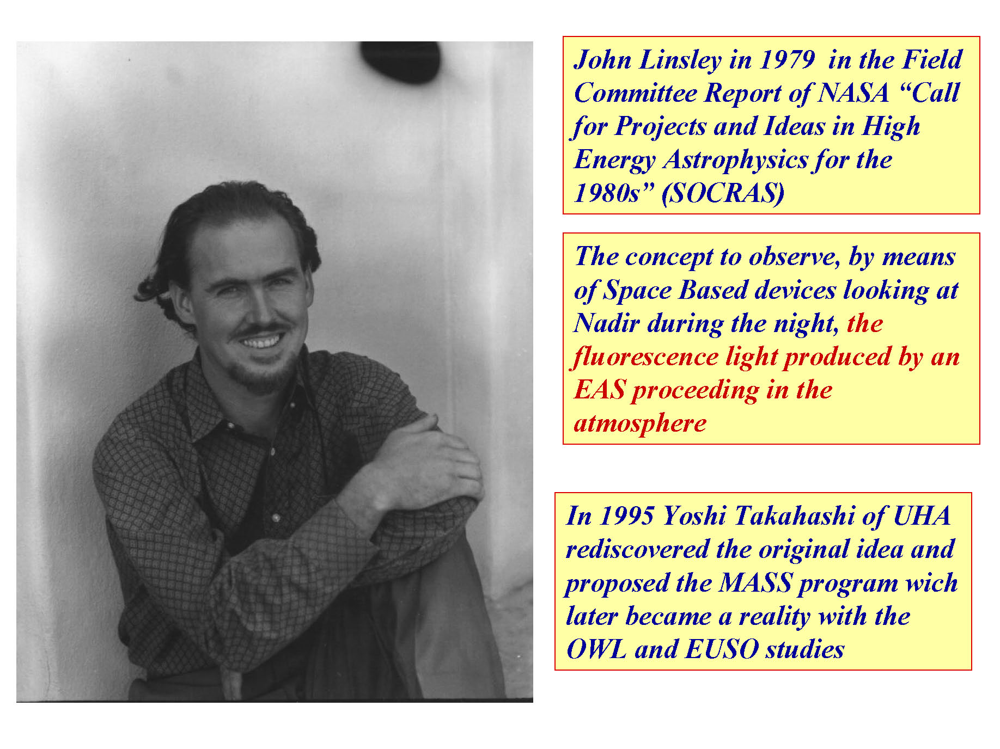 John Linsley in 1979  in the Field
Committee Report of NASA “Call
for Projects and Ideas in High
Energy Astrophysics for the
1980s” (SOCRAS)
The concept to observe, by means
of Space Based devices looking at
Nadir during the night, the
fluorescence light produced by an
EAS proceeding in the
atmosphere
In 1995 Yoshi Takahashi of UHA
rediscovered the original idea and
proposed the MASS program wich
later became a reality with the
OWL and EUSO studies